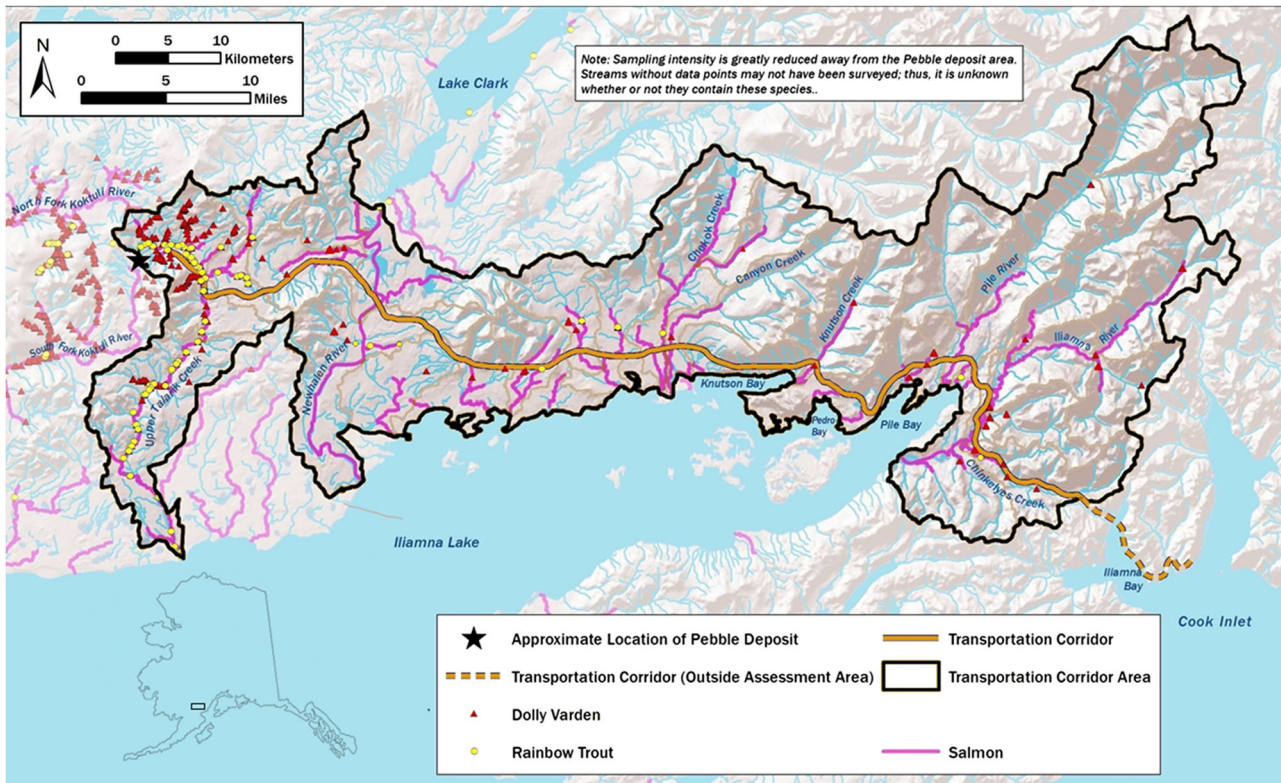 N
0 5 10
Kilometers
0 5 10
Miles
Note: Sampling intensity is greatly reduced away from the Pebble deposit area.
Streams without data points may not have been surveyed; thus, it is unknown
whether or not they contain these species..
Lake Clark
North Fork Koktuli River
South Fork Koktuli River
Upper Talarik Creek
Newhalen River
Chekok Creek
Canyon Creek
Knutson Creek
Pile River
Iliamna
River
Knutson Bay
Pedro
Bay
Pile Bay
Chinkelyes Creek
Iliamna Lake
Iliamna
Bay
Cook Inlet
Approximate Location of Pebble Deposit
Transportation Corridor
Transportation Corridor (Outside Assessment Area)
Transportation Corridor Area
Dolly Varden
Rainbow Trout
Salmon